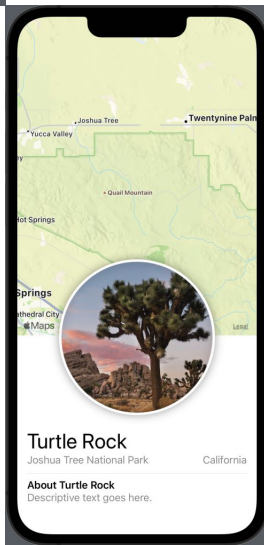 Joshua Tree
Twentynine Palm
Yucca Valley
ey
Quail Mountain
Hot Springs
Springs
athedral City
Maps
Legal
Turtle Rock
Joshua Tree National Park California
About Turtle Rock
Descriptive text goes here.